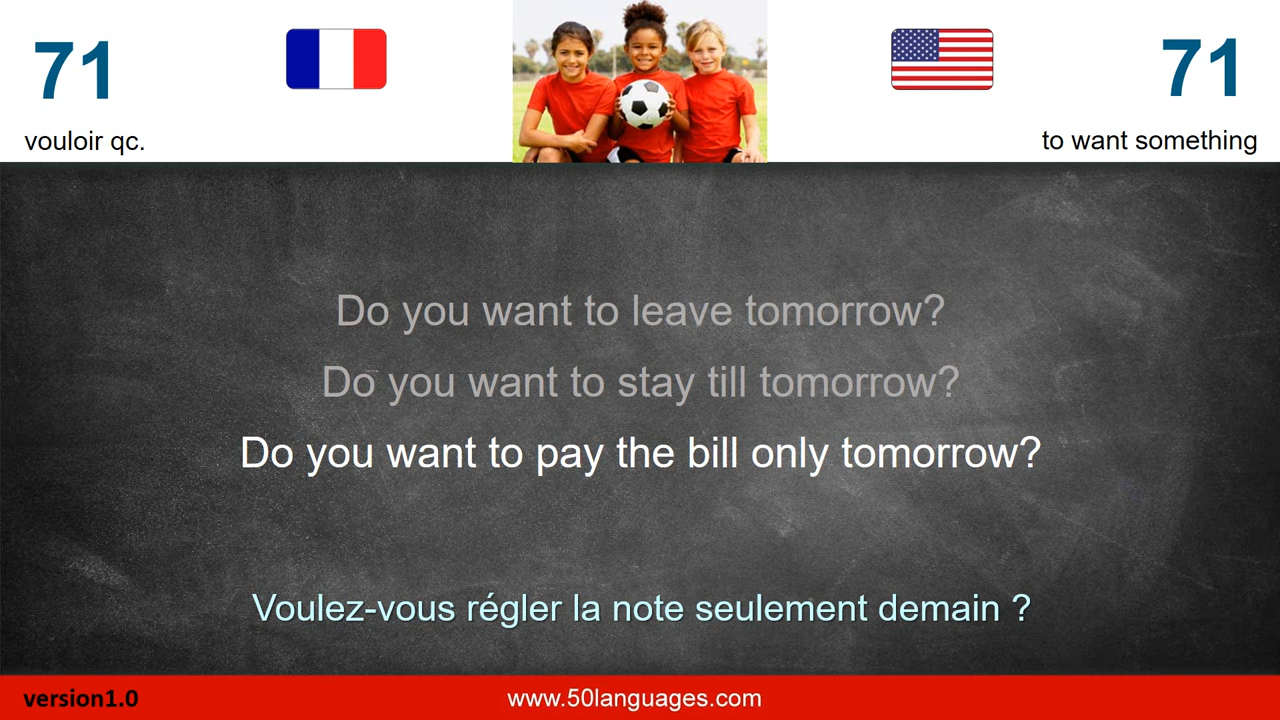 71
71
vouloir qc.
to want something
Do you want to leave tomorrow?
Do you want to stay till tomorrow?
Do you want to pay the bill only tomorrow?
Voulez-vous régler la note seulement demain ?
version1.0
www.50languages.com